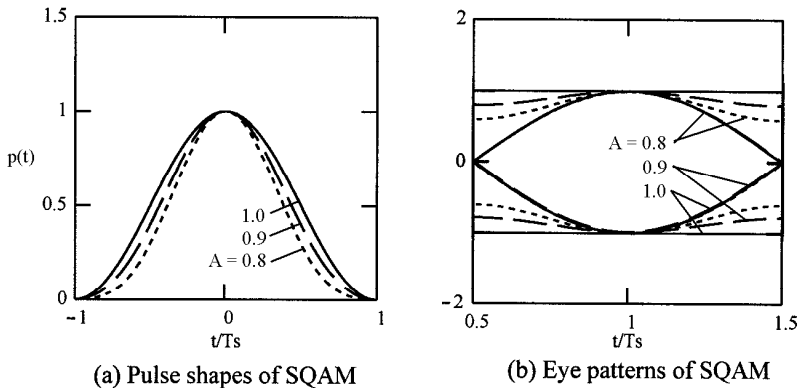 1.5
1
p(t)
0.5
0
−1
0
1
t/Ts
1.0
0.9
A = 0.8
(a) Pulse shapes of SQAM
2
0
−2
0.5
1
1.5
t/Ts
A = 0.8
0.9
1.0
(b) Eye patterns of SQAM